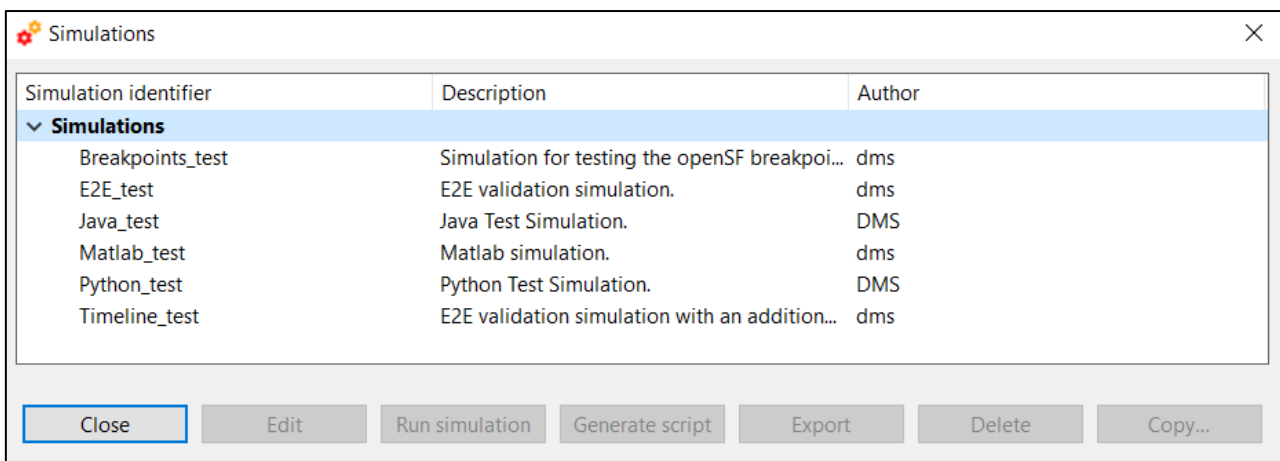 Simulations
Simulation identifier Description Author
Simulations
Breakpoints_test Simulation for testing the openSF breakpoi... dms
E2E_test E2E validation simulation. dms
Java_test Java Test Simulation. DMS
Matlab_test Matlab simulation. dms
Python_test Python Test Simulation. DMS
Timeline_test E2E validation simulation with an addition... dms
Close Edit Run simulation Generate script Export Delete Copy...